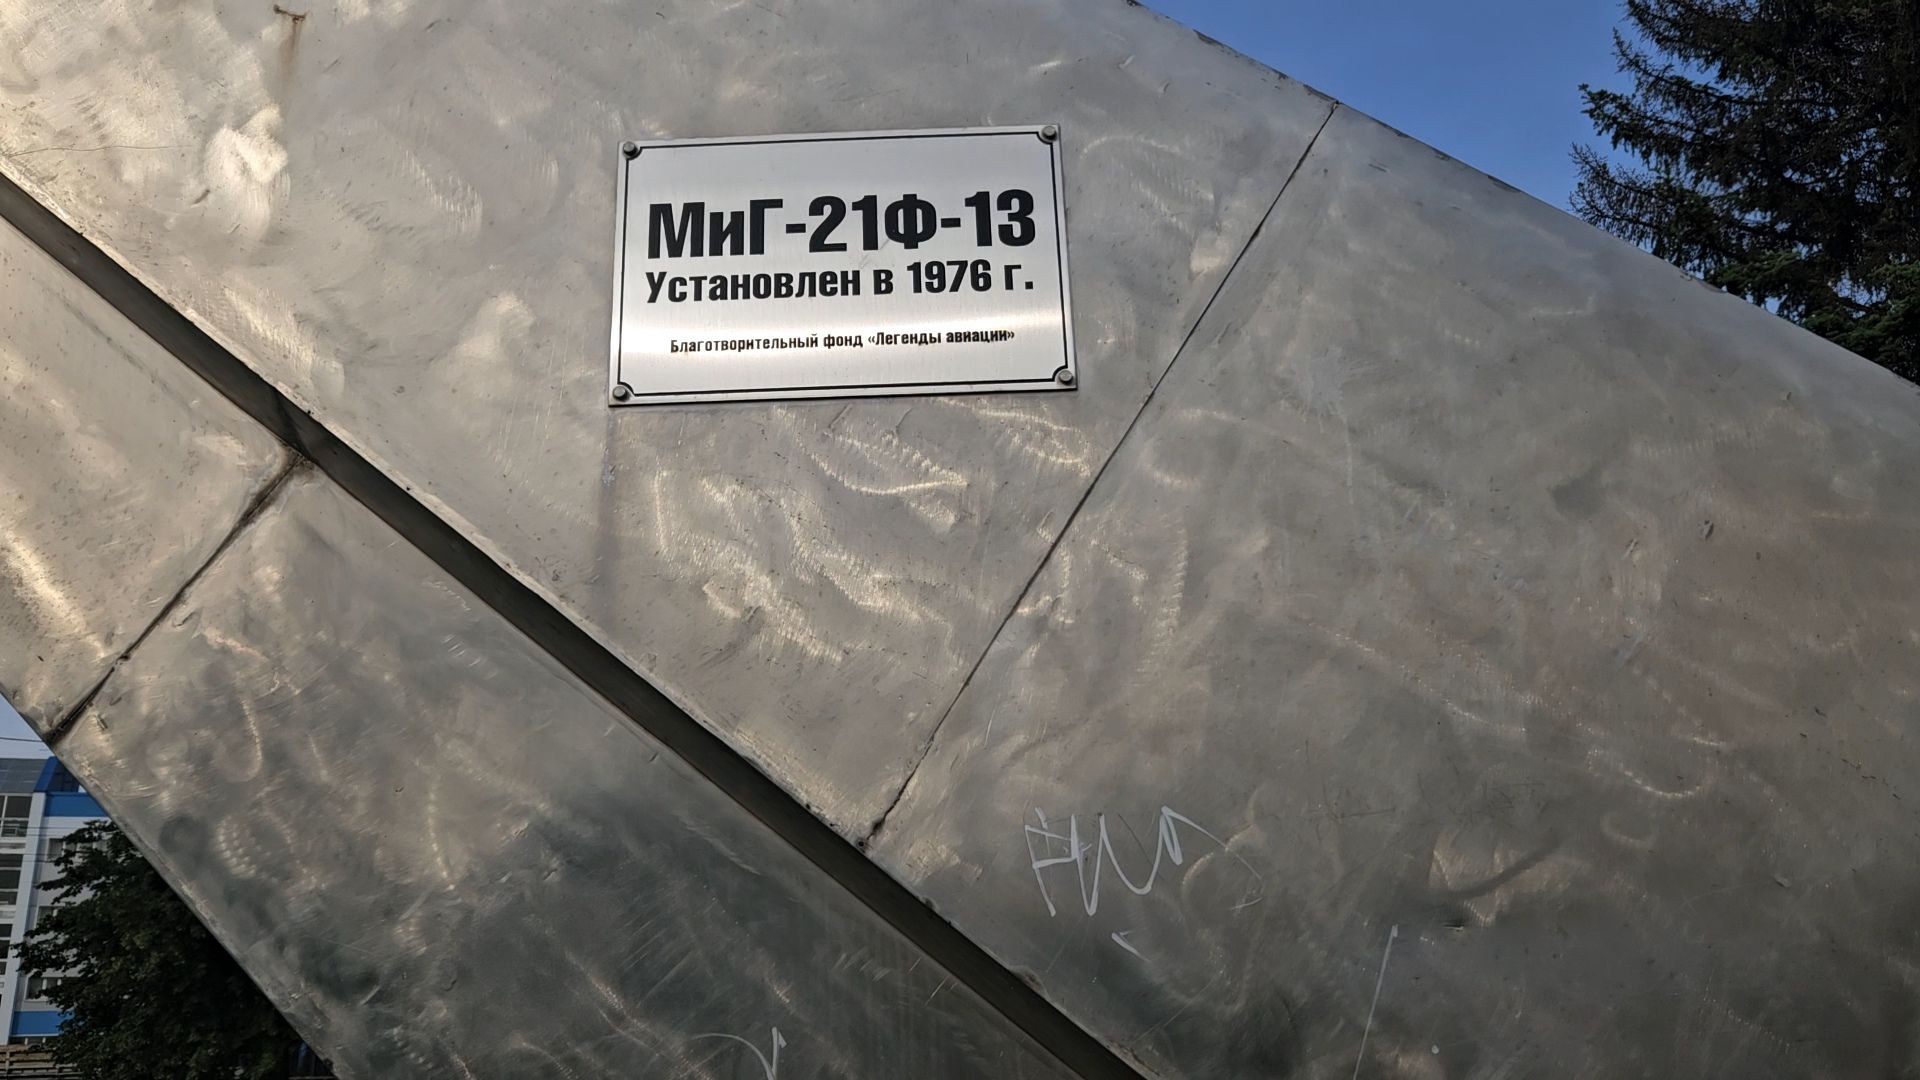 МиГ-21Ф-13
Установлен в 1976 г.
Благотворительный фонд «Легенды авиации»